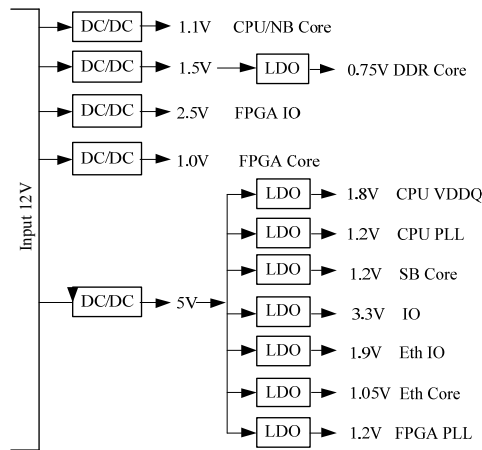 DC/DC 1.1V CPU/NB Core
DC/DC 1.5V LDO 0.75V DDR Core
DC/DC 2.5V FPGA IO
DC/DC 1.0V FPGA Core
Input 12V
LDO 1.8V CPU VDDQ
LDO 1.2V CPU PLL
LDO 1.2V SB Core
DC/DC 5V LDO 3.3V IO
LDO 1.9V Eth IO
LDO 1.05V Eth Core
LDO 1.2V FPGA PLL